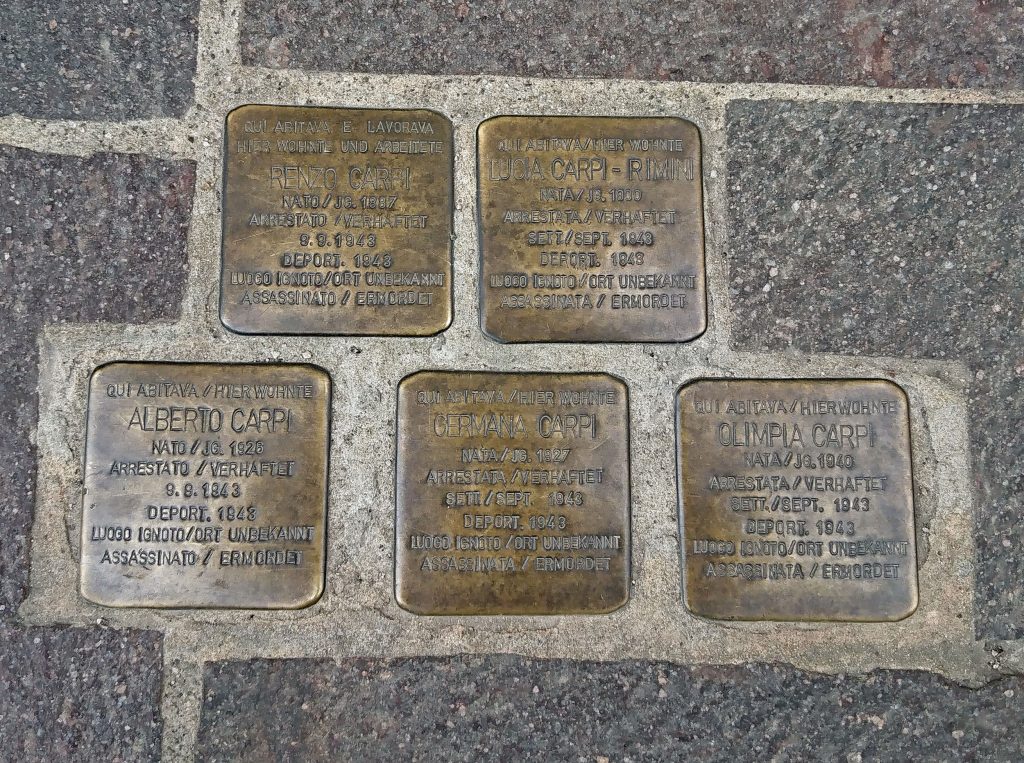 QUI ABITAVA E LAVORAVA
HIER WOHNTE UND ARBEITETE
RENZO CARPI
NATO / JG. 1887
ARRESTATO / VERHAFTET
9.9.1943
DEPORT. 1943
LUOGO IGNOTO/ORT UNBEKANNT
ASSASSINATO / ERMORDET
QUI ABITAVA/HIER WOHNTE
LUCIA CARPI - RIMINI
NATA/JG. 1900
ARRESTATA/VERHAFTET
SETT/SEPT. 1943
DEPORT. 1943
LUOGO IGNOTO/ORT UNBEKANNT
ASSASSINATA / ERMORDET
QUI ABITAVA/HIER WOHNTE
ALBERTO CARPI
NATO / JG. 1926
ARRESTATO / VERHAFTET
9.9.1943
DEPORT. 1943
LUOGO IGNOTO/ORT UNBEKANNT
ASSASSINATO / ERMORDET
QUI ABITAVA/HIER WOHNTE
GERMANA CARPI
NATA/JG. 1927
ARRESTATA /VERHAFTET
SETT/SEPT. 1943
DEPORT. 1943
LUOGO IGNOTO /ORT UNBEKANNT
ASSASSINATA / ERMORDET
QUI ABITAVA/HIER WOHNTE
OLIMPIA CARPI
NATA/JG. 1940
ARRESTATA / VERHAFTET
SETT./SEPT. 1943
DEPORT. 1943
LUOGO IGNOTO/ORT UNBEKANNT
ASSASSINATA / ERMORDET